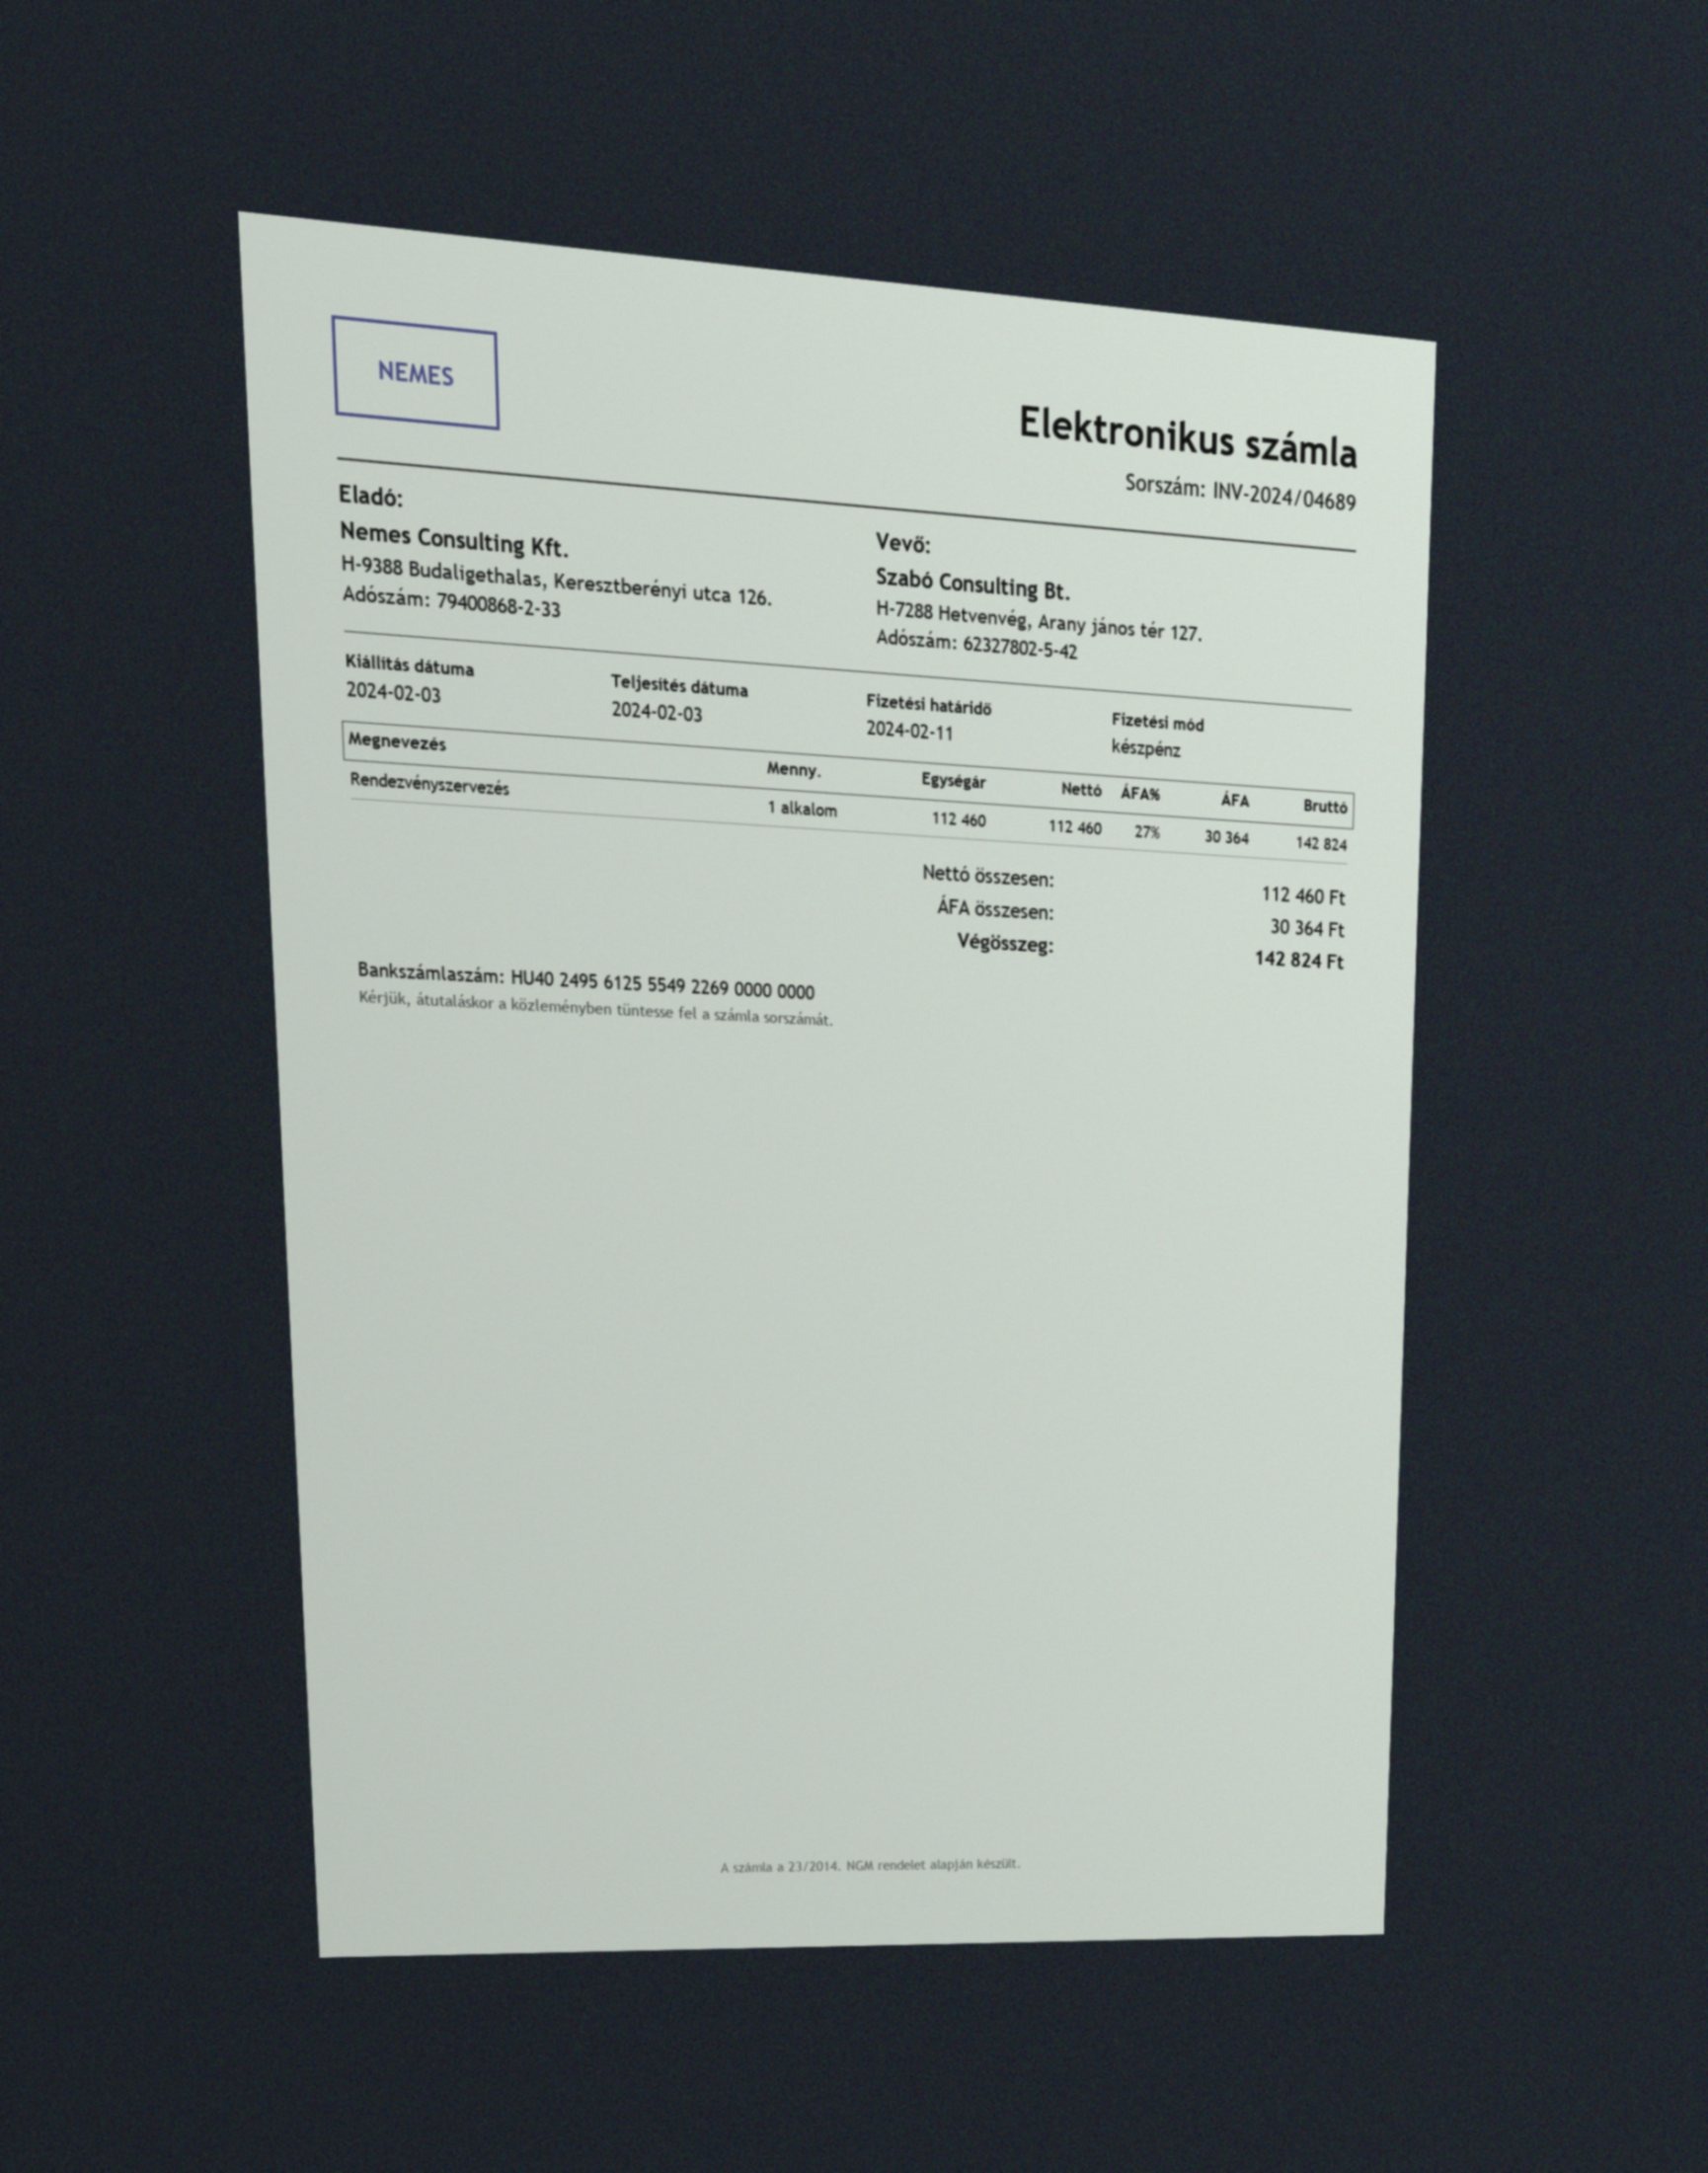 NEMES
Elektronikus számla
Sorszám: INV-2024/04689
Eladó:
Nemes Consulting Kft.
H-9388 Budaligethalas, Keresztberényi utca 126.
Adószám: 79400868-2-33
Vevő:
Szabó Consulting Bt.
H-7288 Hetvenvég, Arany jános tér 127.
Adószám: 62327802-5-42
Kiállítás dátuma Teljesítés dátuma Fizetési határidő Fizetési mód
2024-02-03 2024-02-03 2024-02-11 készpénz
Megnevezés Menny. Egységár Nettó ÁFA% ÁFA Bruttó
Rendezvényszervezés 1 alkalom 112 460 112 460 27% 30 364 142 824
Nettó összesen: 112 460 Ft
ÁFA összesen: 30 364 Ft
Végösszeg: 142 824 Ft
Bankszámlaszám: HU40 2495 6125 5549 2269 0000 0000
Kérjük, átutaláskor a közleményben tüntesse fel a számla sorszámát.
A számla a 23/2014. NGM rendelet alapján készült.